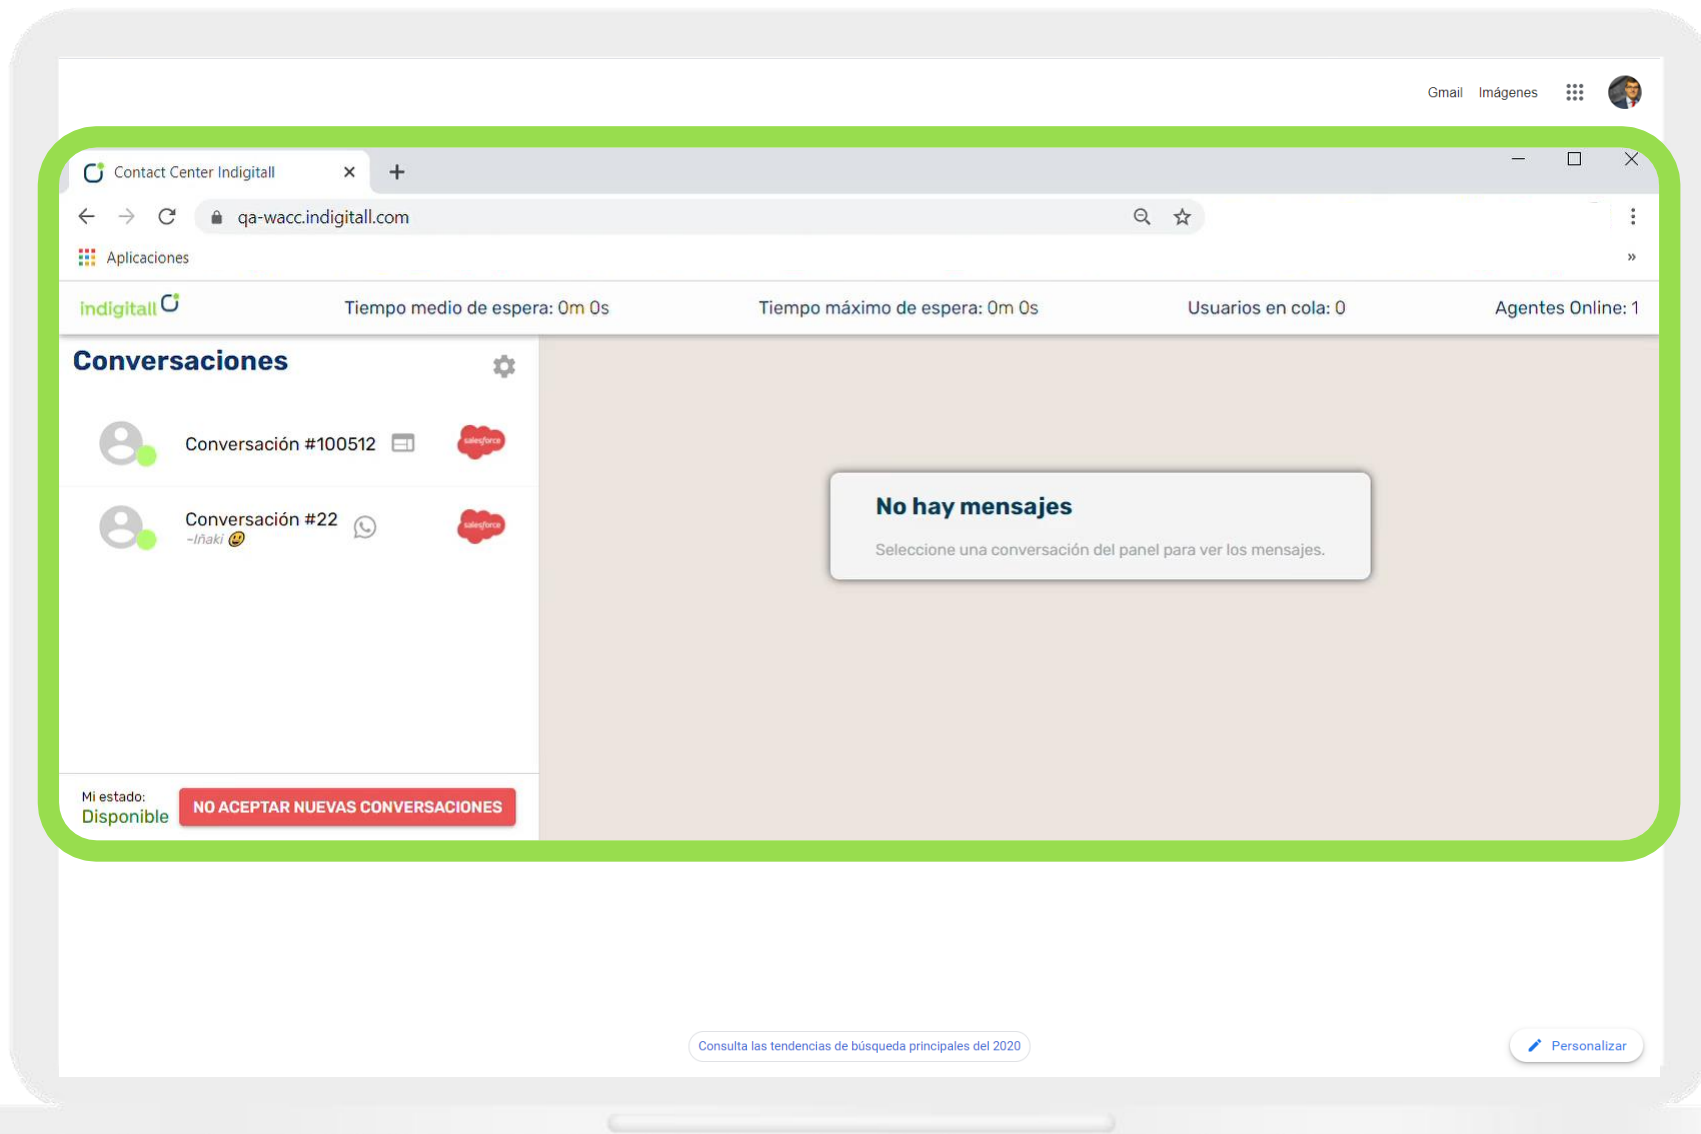 Gmail Imágenes
Contact Center Indigitall
qa-wacc.indigitall.com
Aplicaciones
indigitall
Tiempo medio de espera: 0m 0s
Tiempo máximo de espera: 0m 0s
Usuarios en cola: 0
Agentes Online: 1
Conversaciones
Conversación #100512
salesforce
Conversación #22
~Iñaki 😃
salesforce
No hay mensajes
Seleccione una conversación del panel para ver los mensajes.
Mi estado:
Disponible
NO ACEPTAR NUEVAS CONVERSACIONES
Consulta las tendencias de búsqueda principales del 2020
Personalizar